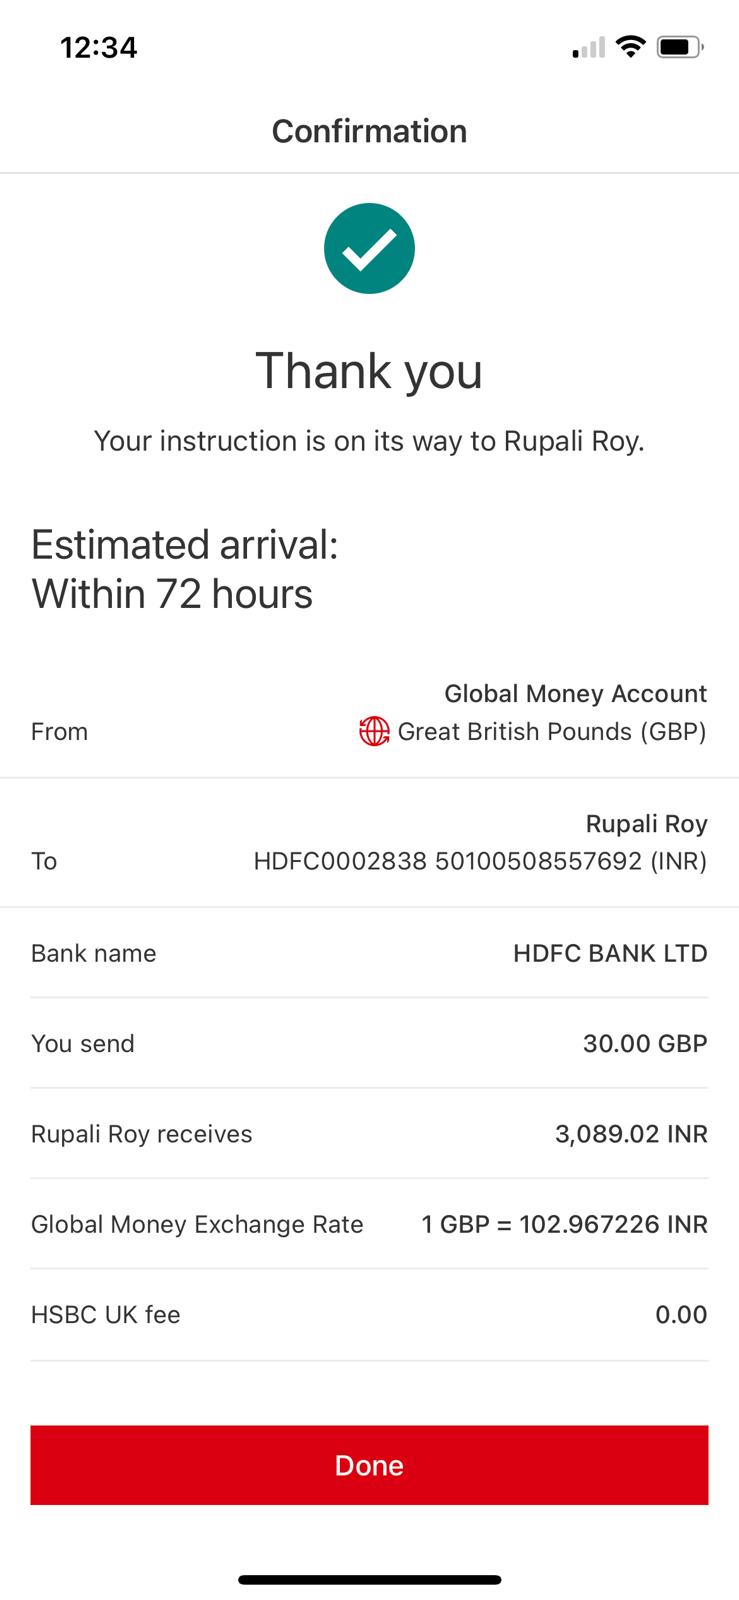 12:34
Confirmation
Thank you
Your instruction is on its way to Rupali Roy.
Estimated arrival:
Within 72 hours
Global Money Account
From Great British Pounds (GBP)
Rupali Roy
To HDFC0002838 50100508557692 (INR)
Bank name HDFC BANK LTD
You send 30.00 GBP
Rupali Roy receives 3,089.02 INR
Global Money Exchange Rate 1 GBP = 102.967226 INR
HSBC UK fee 0.00
Done